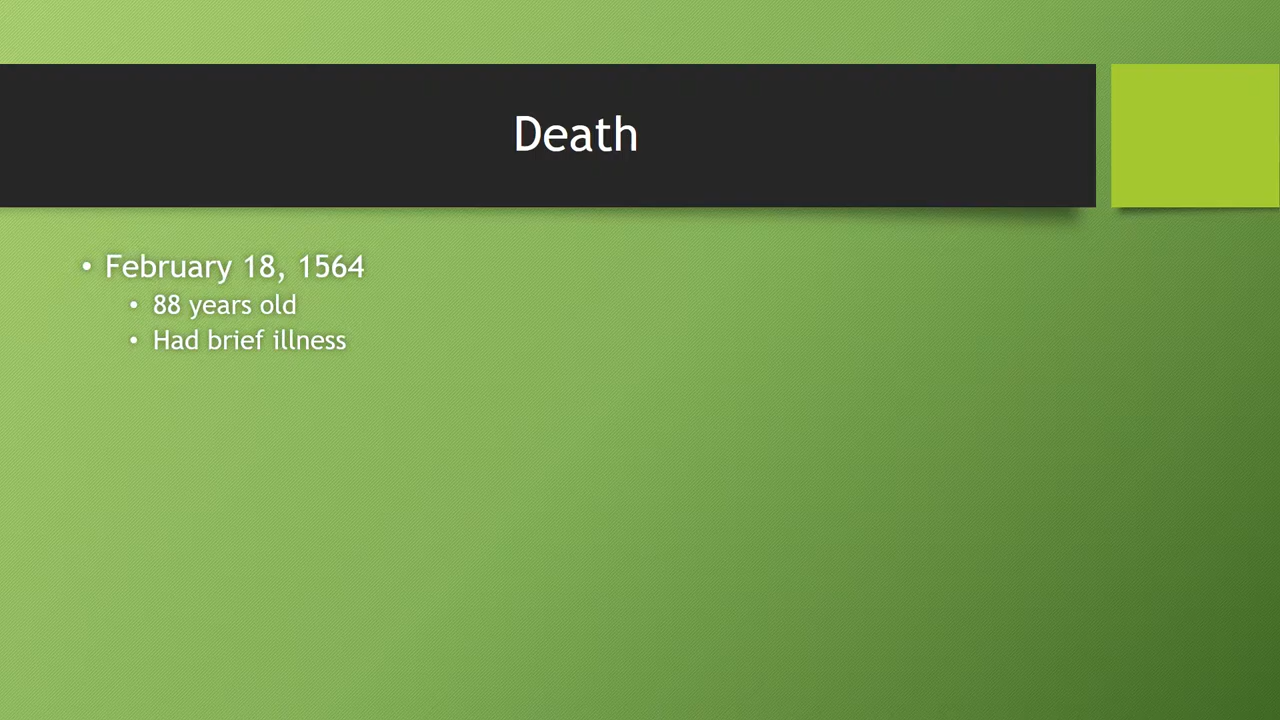 Death
• February 18, 1564
• 88 years old
• Had brief illness